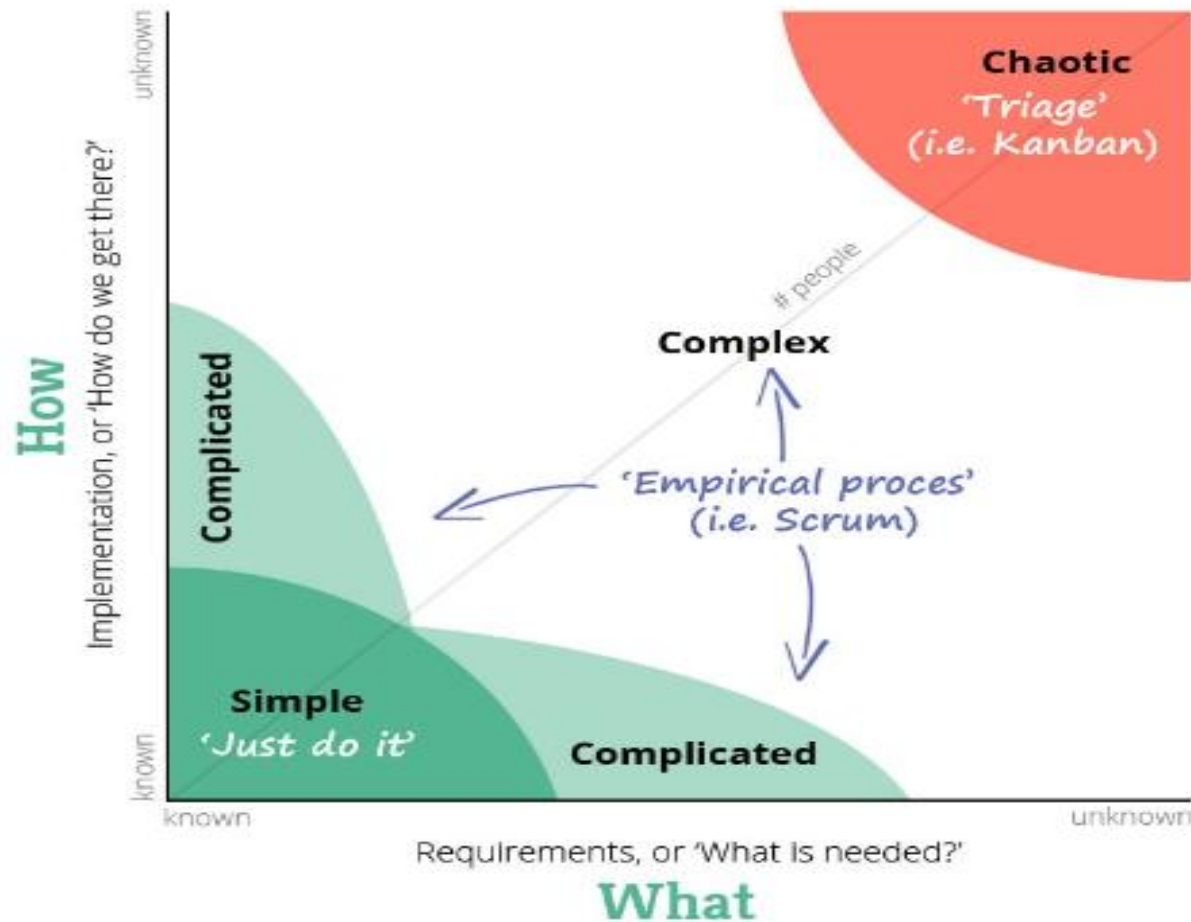 unknown
Chaotic
‘Triage’
(i.e. Kanban)
# people
Complex
How
Implementation, or ‘How do we get there?’
Complicated
‘Empirical proces’
(i.e. Scrum)
Simple
‘Just do it’
Complicated
known
known
unknown
Requirements, or ‘What is needed?’
What